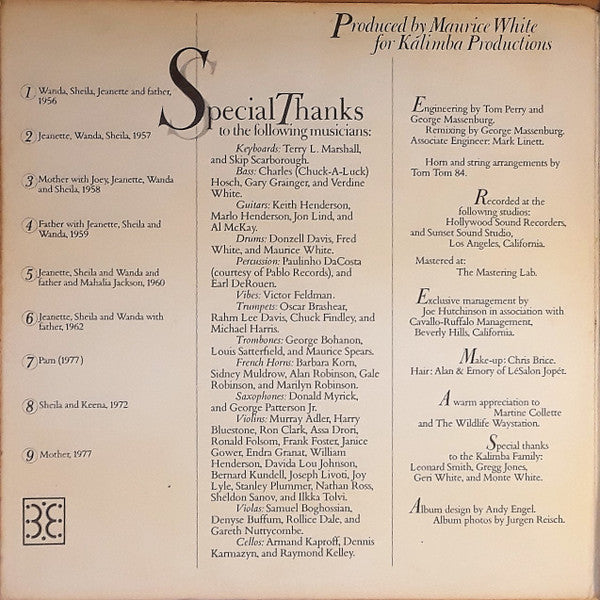 Produced by Maurice White
for Kalimba Productions
1 Wanda, Sheila, Jeanette and father,
1956
2 Jeanette, Wanda, Sheila, 1957
3 Mother with Joey, Jeanette, Wanda
and Sheila, 1958
4 Father with Jeanette, Sheila and
Wanda, 1959
5 Jeanette, Sheila and Wanda and
father and Mahalia Jackson, 1960
6 Jeanette, Sheila and Wanda with
father, 1962
7 Pam (1977)
8 Sheila and Keena, 1972
9 Mother, 1977
Special Thanks
to the following musicians:
Keyboards: Terry L. Marshall,
and Skip Scarborough.
Bass: Charles (Chuck-A-Luck)
Hosch, Gary Grainger, and Verdine
White.
Guitars: Keith Henderson,
Marlo Henderson, Jon Lind, and
Al McKay.
Drums: Donzell Davis, Fred
White, and Maurice White.
Percussion: Paulinho DaCosta
(courtesy of Pablo Records), and
Earl DeRouen.
Vibes: Victor Feldman.
Trumpets: Oscar Brashear,
Rahm Lee Davis, Chuck Findley, and
Michael Harris.
Trombones: George Bohanon,
Louis Satterfield, and Maurice Spears.
French Horns: Barbara Korn,
Sidney Muldrow, Alan Robinson, Gale
Robinson, and Marilyn Robinson.
Saxophones: Donald Myrick,
and George Patterson Jr.
Violins: Murray Adler, Harry
Bluestone, Ron Clark, Assa Drori,
Ronald Folsom, Frank Foster, Janice
Gower, Endra Granat, William
Henderson, Davida Lou Johnson,
Bernard Kundell, Joseph Livoti, Joy
Lyle, Stanley Plummet, Nathan Ross,
Sheldon Sanov, and Ilkka Tolvi.
Violas: Samuel Boghossian,
Denyse Buffum, Rollice Dale, and
Gareth Nuttycombe.
Cellos: Armand Kaproff, Dennis
Karmazyn, and Raymond Kelley.
Engineering by Tom Perry and
George Massenburg.
Remixing by George Massenburg.
Associate Engineer: Mark Linett.
Horn and string arrangements by
Tom Tom 84.
Recorded at the
following studios:
Hollywood Sound Recorders,
and Sunset Sound Studio,
Los Angeles, California.
Mastered at:
The Mastering Lab.
Exclusive management by
Joe Hutchinson in association with
Cavallo-Ruffalo Management,
Beverly Hills, California.
Make-up: Chris Brice.
Hair: Alan & Emory of LéSalon Jopét.
A warm appreciation to
Martine Collette
and The Wildlife Waystation.
Special thanks
to the Kalimba Family:
Leonard Smith, Gregg Jones,
Geri White, and Monte White.
Album design by Andy Engel.
Album photos by Jurgen Reisch.